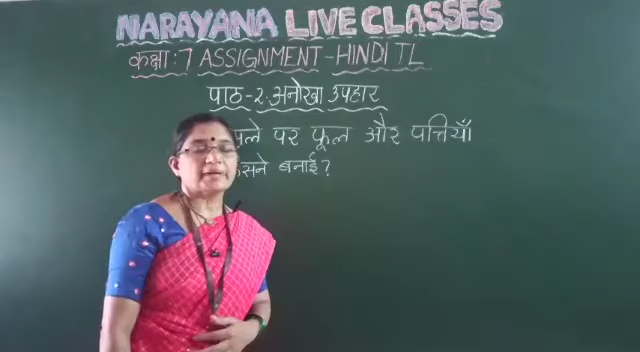 NARAYANA LIVE CLASSES
कक्षा : 7 ASSIGNMENT - HINDI TL
पाठ - २. अनोखा उपहार
पर फूल और पत्तियाँ
बनाई ?